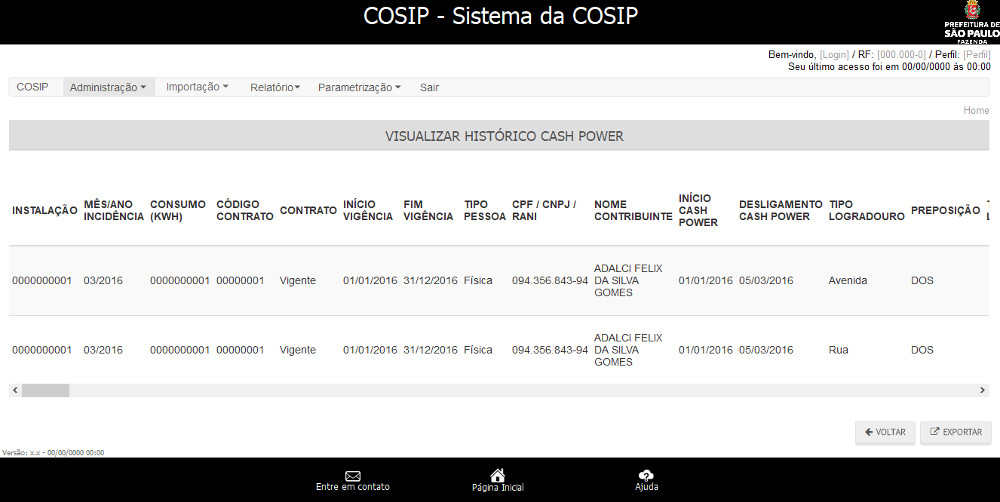 COSIP - Sistema da COSIP
PREFEITURA DE
SÃO PAULO
FAZENDA
Bem-vindo, [Login] / RF: [000.000-0] / Perfil: [Perfil]
Seu último acesso foi em 00/00/0000 às 00:00
COSIP Administração Importação Relatório Parametrização Sair
Home
VISUALIZAR HISTÓRICO CASH POWER
INSTALAÇÃO MÊS/ANO INCIDÊNCIA CONSUMO (KWH) CÓDIGO CONTRATO CONTRATO INÍCIO VIGÊNCIA FIM VIGÊNCIA TIPO PESSOA CPF / CNPJ / RANI NOME CONTRIBUINTE INÍCIO CASH POWER DESLIGAMENTO CASH POWER TIPO LOGRADOURO PREPOSIÇÃO
0000000001 03/2016 0000000001 00000001 Vigente 01/01/2016 31/12/2016 Física 094.356.843-94 ADALCI FELIX DA SILVA GOMES 01/01/2016 05/03/2016 Avenida DOS
0000000001 03/2016 0000000001 00000001 Vigente 01/01/2016 31/12/2016 Física 094.356.843-94 ADALCI FELIX DA SILVA GOMES 01/01/2016 05/03/2016 Rua DOS
VOLTAR EXPORTAR
Versão: x.x - 00/00/0000 00:00
Entre em contato Página Inicial Ajuda